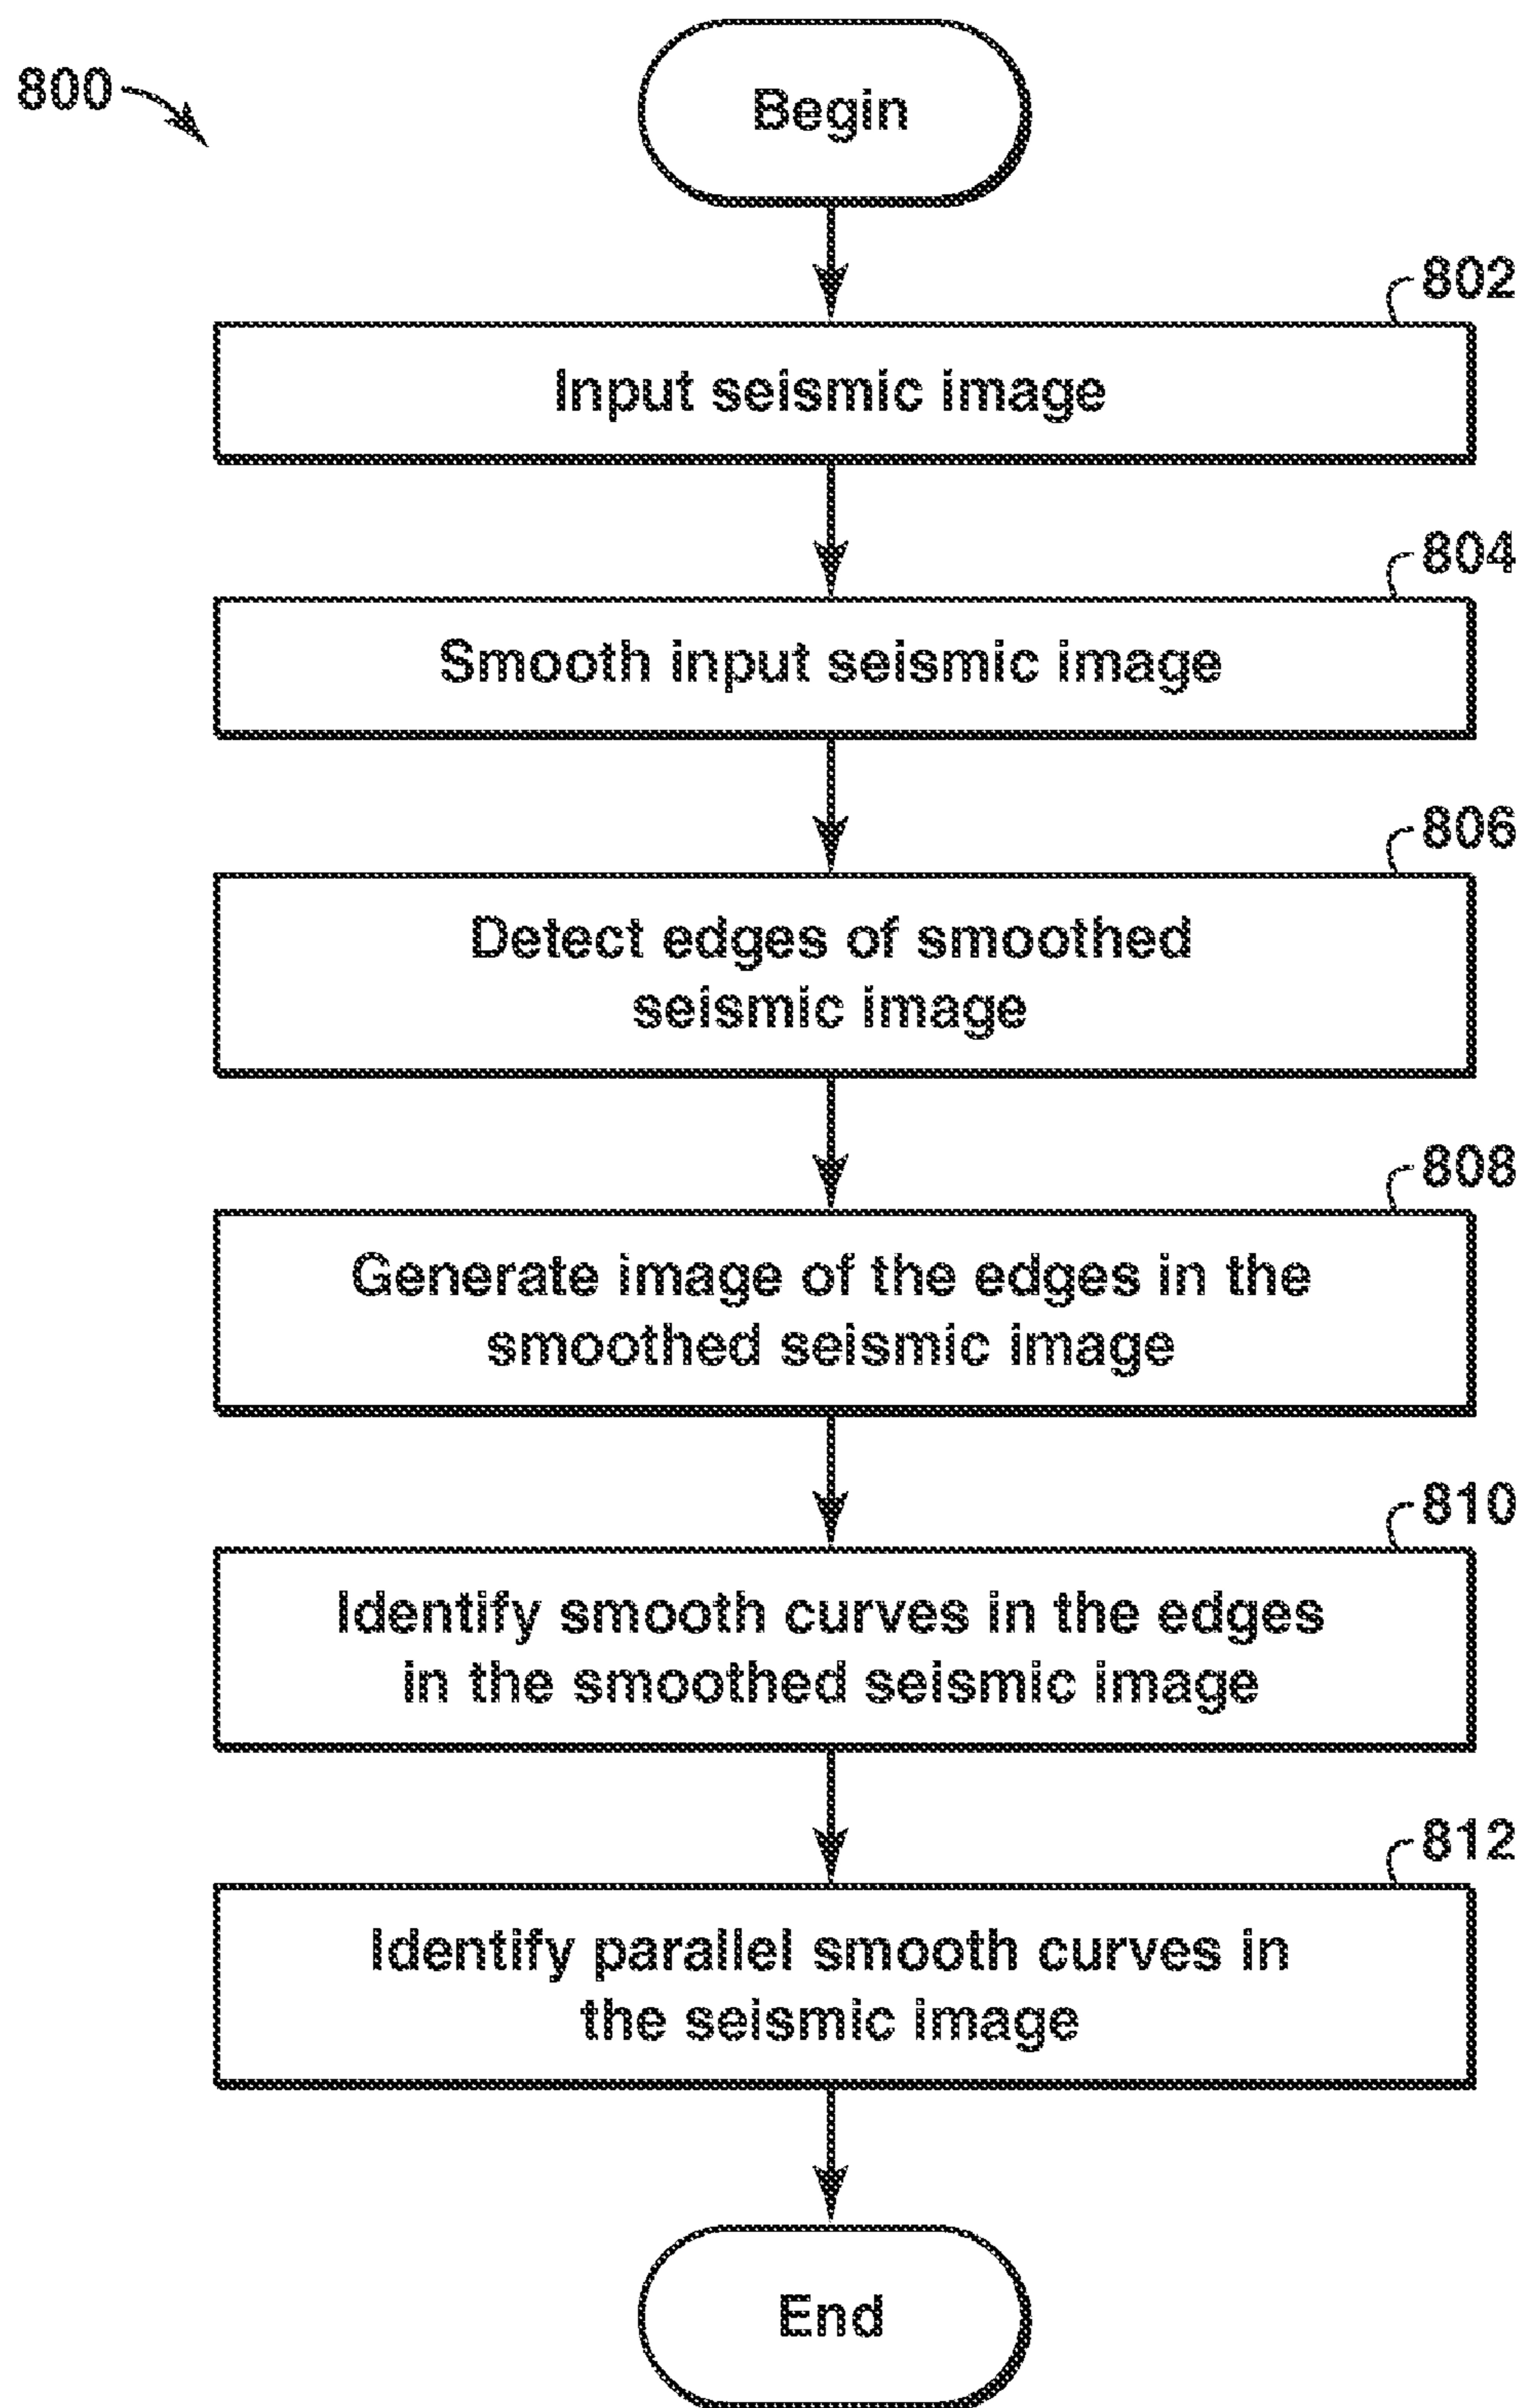 800
Begin
802
Input seismic image
804
Smooth input seismic image
806
Detect edges of smoothed
seismic image
808
Generate image of the edges in the
smoothed seismic image
810
Identify smooth curves in the edges
in the smoothed seismic image
812
Identify parallel smooth curves in
the seismic image
End